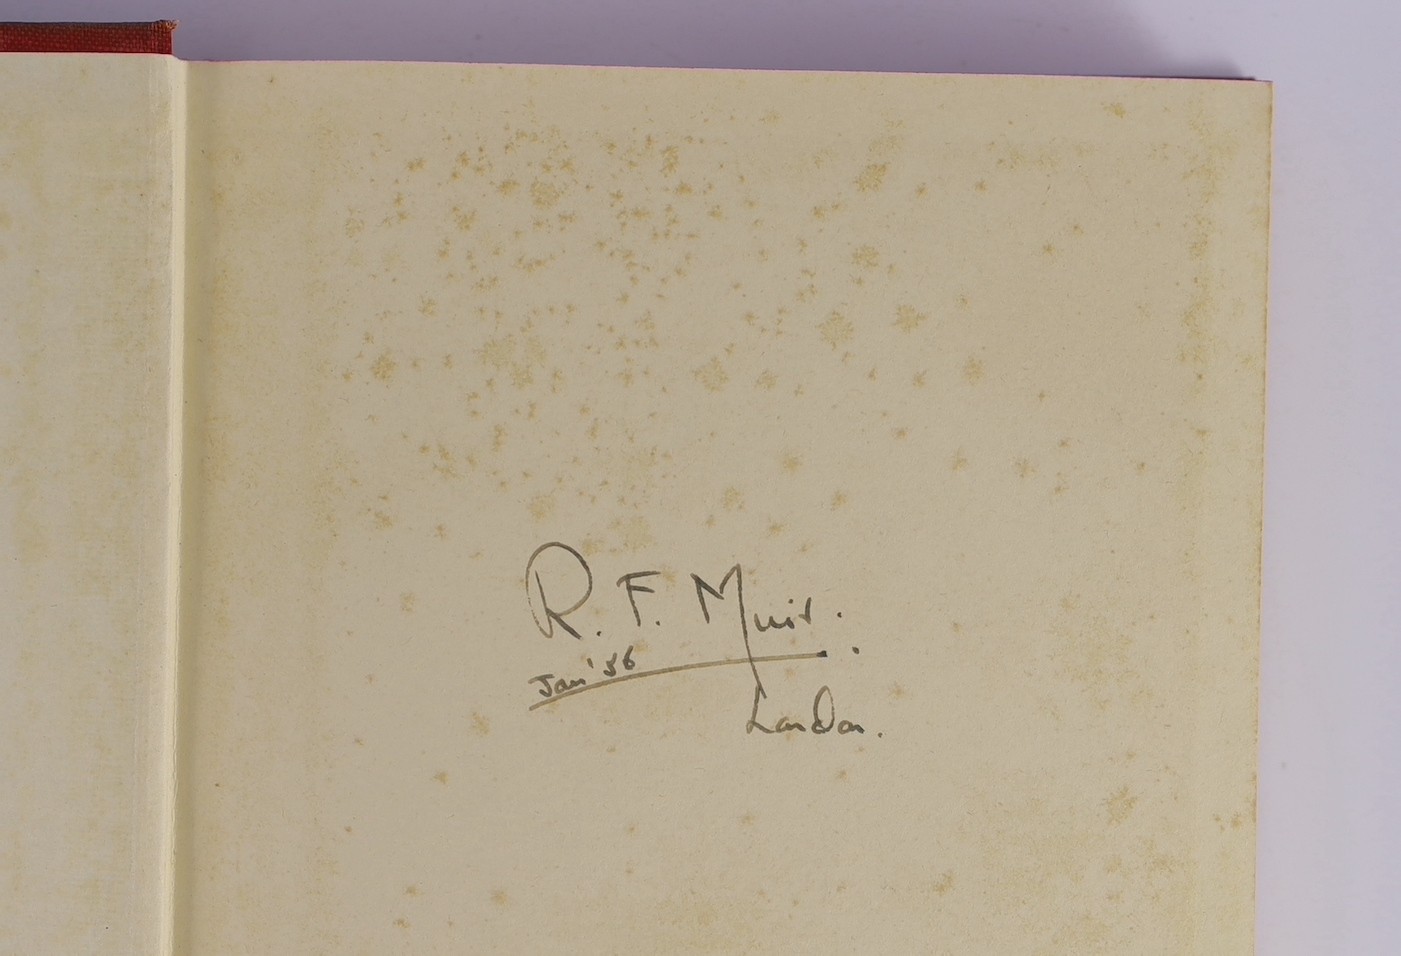 R. F. Muir.
Jan '56
London.